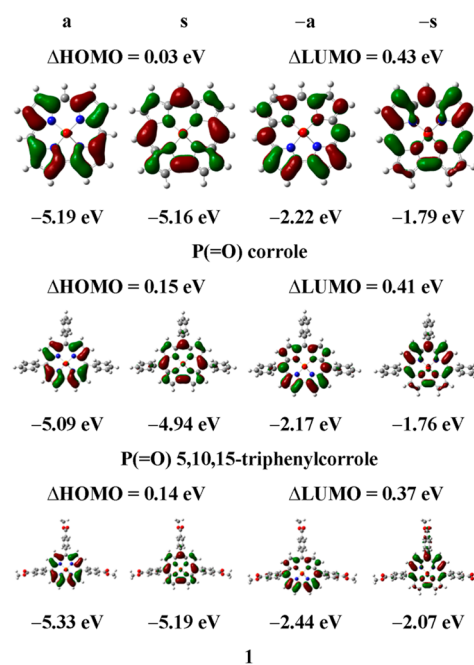 a s −a −s
ΔHOMO = 0.03 eV ΔLUMO = 0.43 eV
−5.19 eV −5.16 eV −2.22 eV −1.79 eV
P(=O) corrole
ΔHOMO = 0.15 eV ΔLUMO = 0.41 eV
−5.09 eV −4.94 eV −2.17 eV −1.76 eV
P(=O) 5,10,15-triphenylcorrole
ΔHOMO = 0.14 eV ΔLUMO = 0.37 eV
−5.33 eV −5.19 eV −2.44 eV −2.07 eV
1